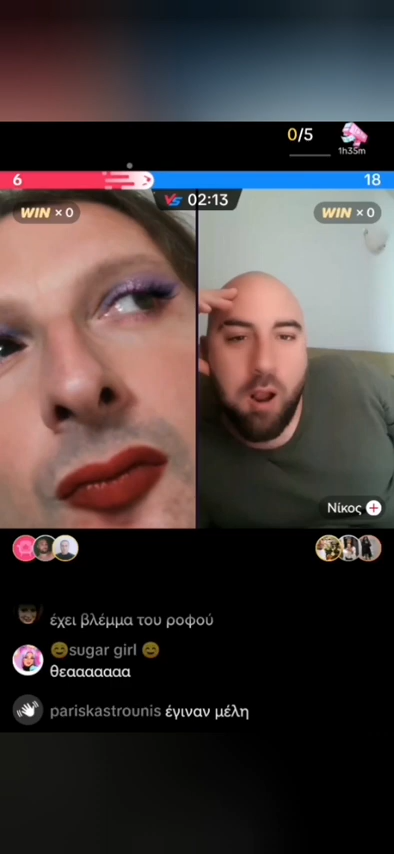 0/5
1h35m
6
18
VS 02:13
WIN × 0
WIN × 0
Νίκος
έχει βλέμμα του ροφού
😊sugar girl 😊
θεααααααα
pariskastrounis έγιναν μέλη